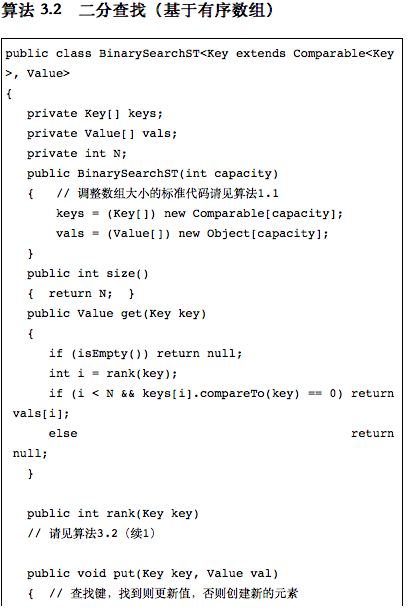 算法 3.2 二分查找（基于有序数组）
public class BinarySearchST<Key extends Comparable<Key
>, Value>
{
private Key[] keys;
private Value[] vals;
private int N;
public BinarySearchST(int capacity)
{ // 调整数组大小的标准代码请见算法1.1
keys = (Key[]) new Comparable[capacity];
vals = (Value[]) new Object[capacity];
}
public int size()
{ return N; }
public Value get(Key key)
{
if (isEmpty()) return null;
int i = rank(key);
if (i < N && keys[i].compareTo(key) == 0) return
vals[i];
else return
null;
}
public int rank(Key key)
// 请见算法3.2（续1）
public void put(Key key, Value val)
{ // 查找键，找到则更新值，否则创建新的元素